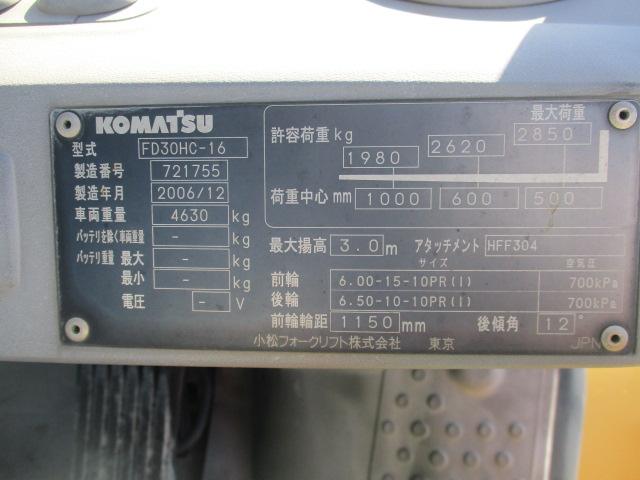 KOMATSU
型式 FD30HC-16
製造番号 721755
製造年月 2006/12
車両重量 4630 kg
バッテリを除く車両重量 - kg
バッテリ重量 最大 - kg
最小 - kg
電圧 - V
最大荷重
許容荷重 kg 1980 2620 2850
荷重中心 mm 1000 600 500
最大揚高 3.0 m アタッチメント HFF304
サイズ 空気圧
前輪 6.00-15-10PR(I) 700kPa
後輪 6.50-10-10PR(I) 700kPa
前輪輪距 1150 mm 後傾角 12°
小松フォークリフト株式会社 東京 JPN